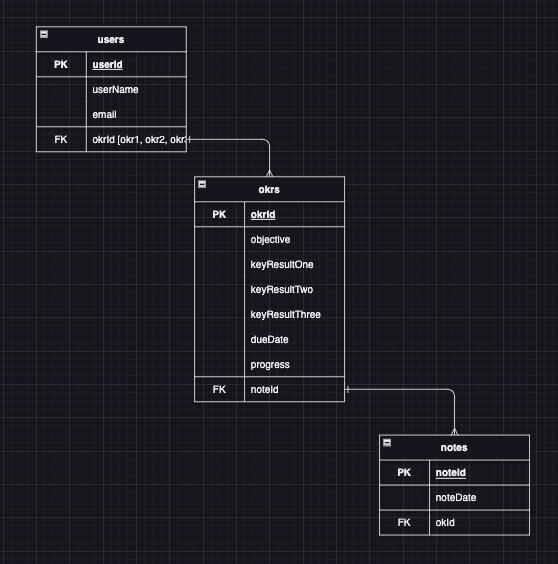 users
PK userId
userName
email
FK okrId [okr1, okr2, okr
okrs
PK okrId
objective
keyResultOne
keyResultTwo
keyResultThree
dueDate
progress
FK noteId
notes
PK noteId
noteDate
FK okId